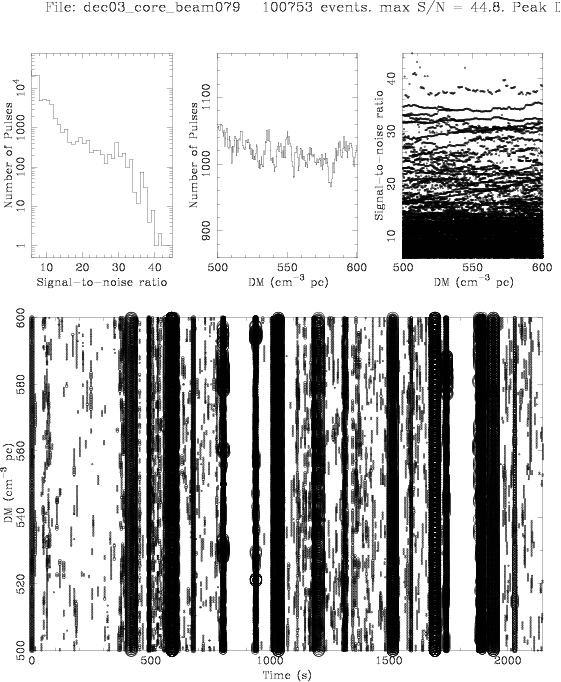 File: dec03_core_beam079 100753 events. max S/N = 44.8. Peak
Number of Pulses
1 10 100 1000 10^4
10 20 30 40
Signal-to-noise ratio
Number of Pulses
900 1000 1100
500 550 600
DM (cm^-3 pc)
Signal-to-noise ratio
10 20 30 40
500 550 600
DM (cm^-3 pc)
DM (cm^-3 pc)
500 520 540 560 580 600
0 500 1000 1500 2000
Time (s)